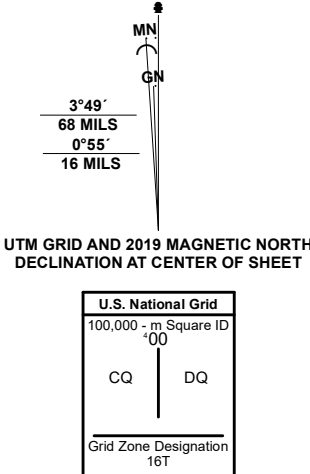 MN
GN
3°49´
68 MILS
0°55´
16 MILS
UTM GRID AND 2019 MAGNETIC NORTH
DECLINATION AT CENTER OF SHEET
U.S. National Grid
100,000 - m Square ID
⁴00
CQ DQ
Grid Zone Designation
16T